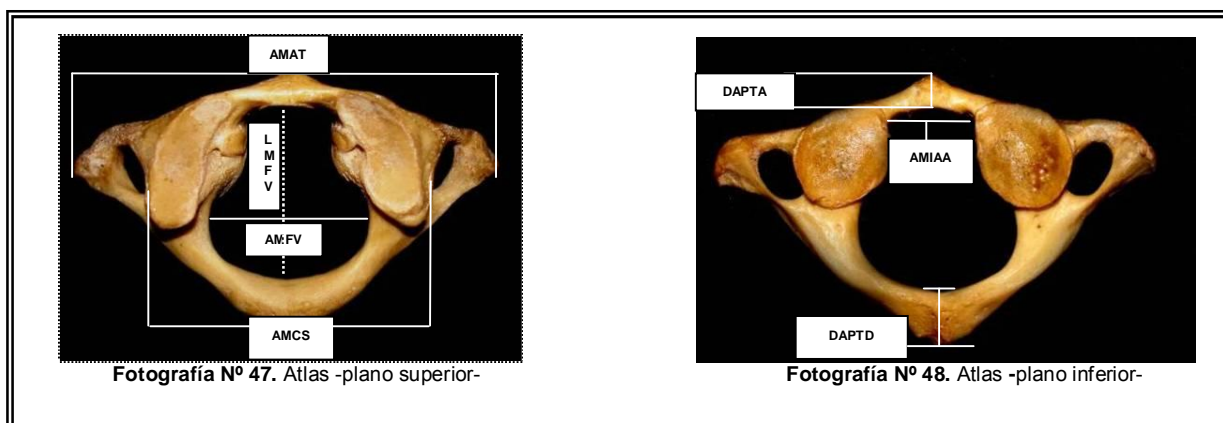 AMAT
L
M
F
V
AMFV
AMCS
Fotografía Nº 47. Atlas -plano superior-
DAPTA
AMIAA
DAPTD
Fotografía Nº 48. Atlas -plano inferior-